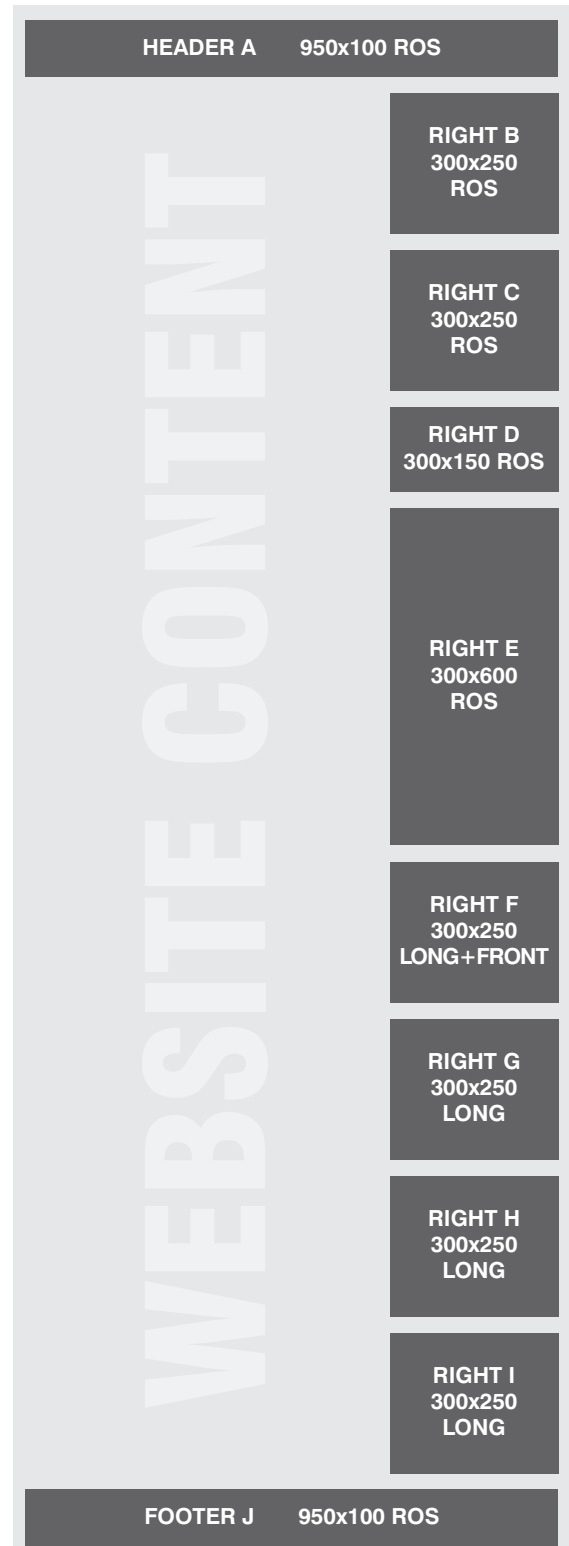 HEADER A 950x100 ROS
RIGHT B
300x250
ROS
RIGHT C
300x250
ROS
RIGHT D
300x150 ROS
RIGHT E
300x600
ROS
RIGHT F
300x250
LONG+FRONT
RIGHT G
300x250
LONG
RIGHT H
300x250
LONG
RIGHT I
300x250
LONG
WEBSITE CONTENT
FOOTER J 950x100 ROS